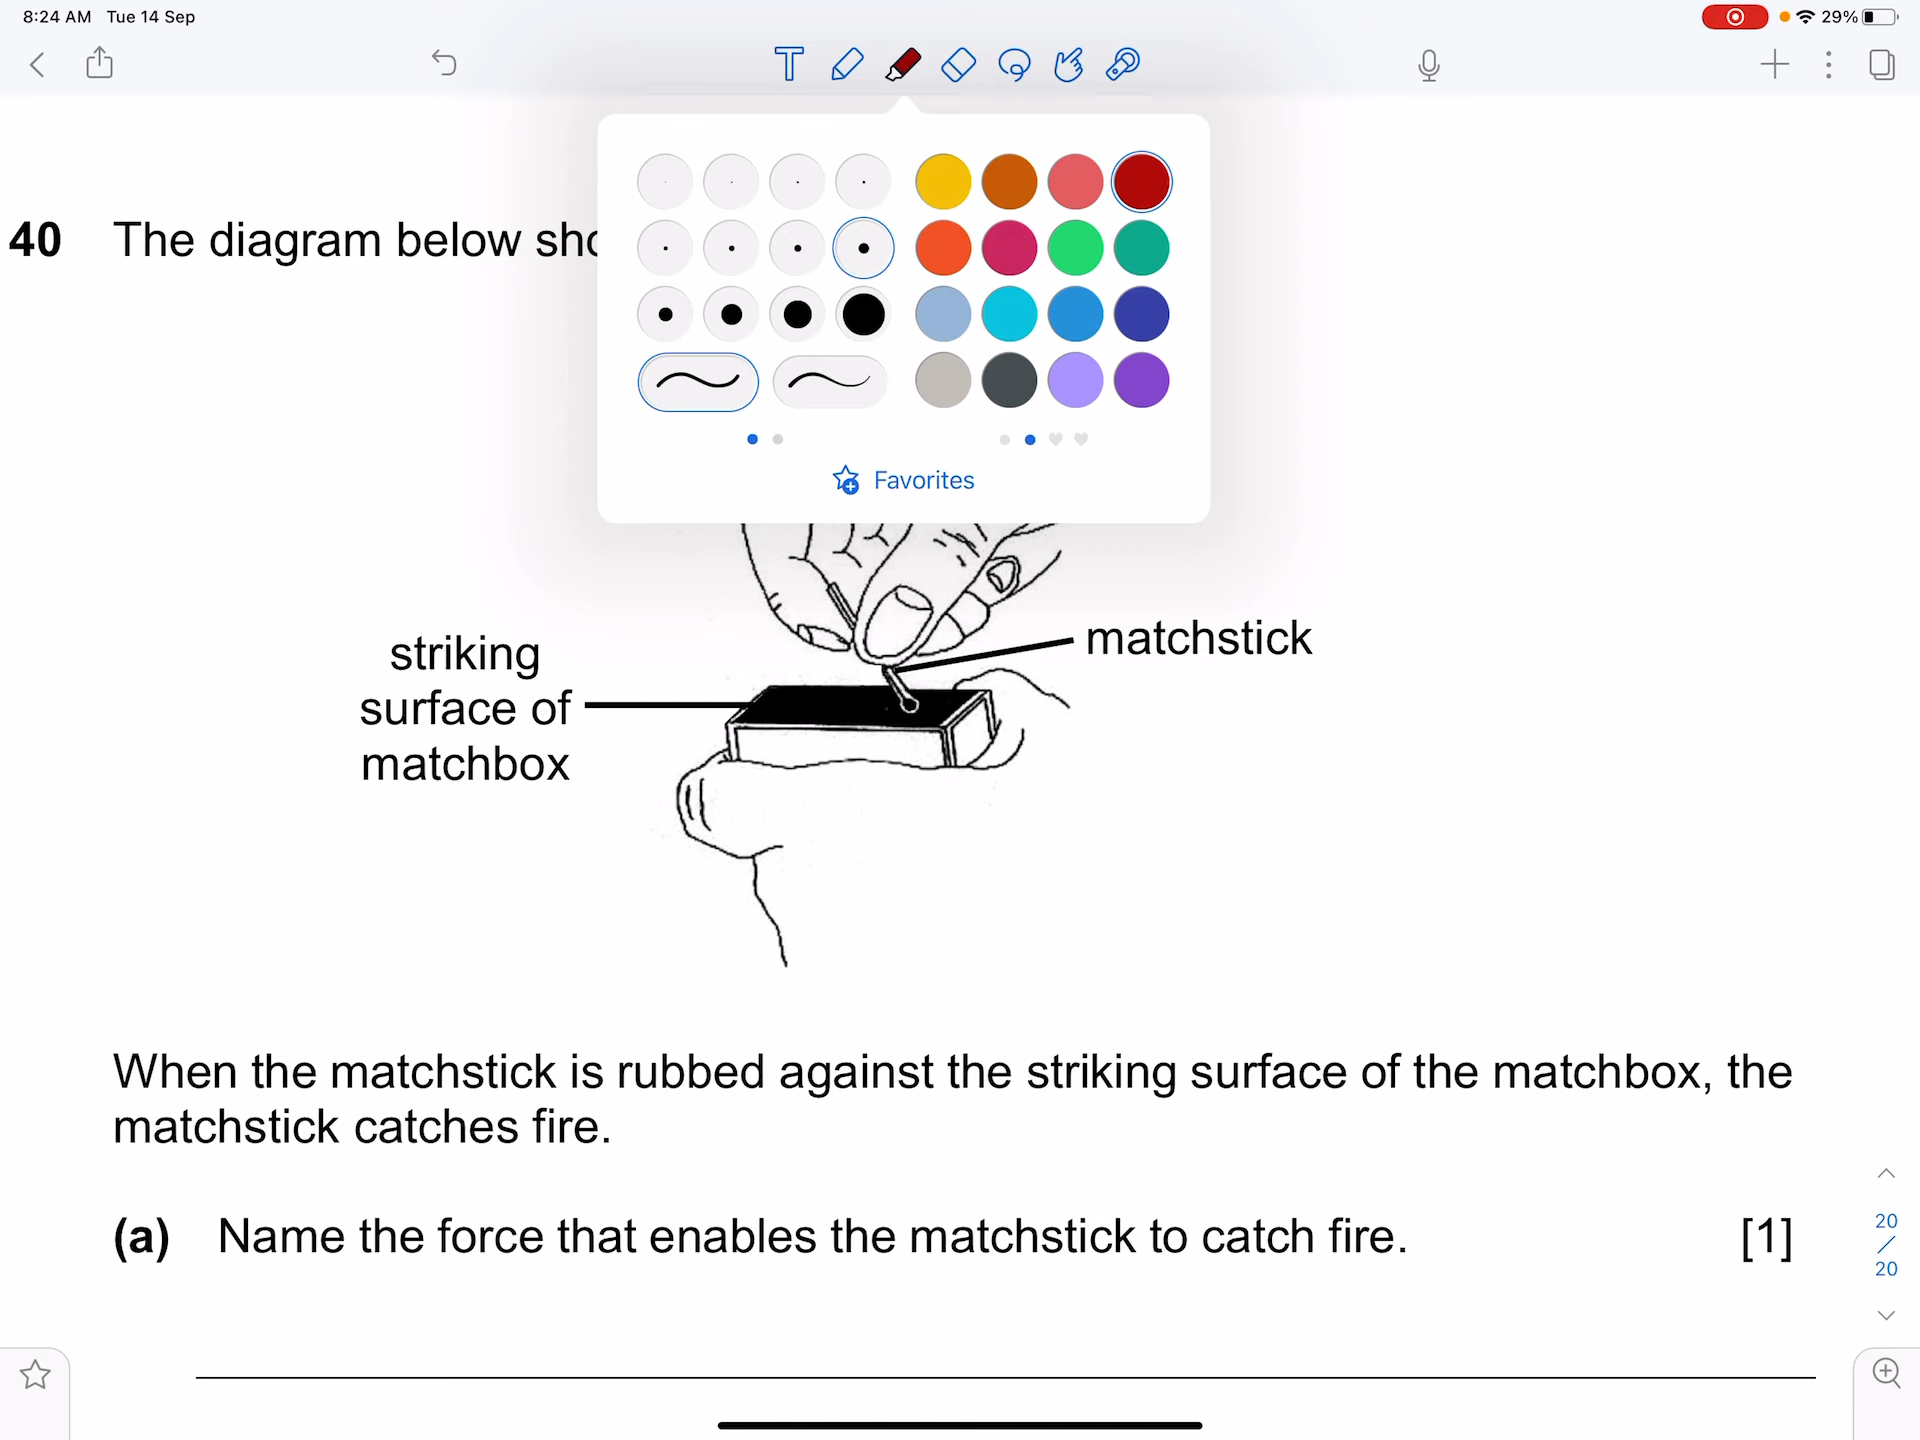 8:24 AM Tue 14 Sep
29%
T
40 The diagram below sho
Favorites
matchstick
striking
surface of
matchbox
When the matchstick is rubbed against the striking surface of the matchbox, the
matchstick catches fire.
(a) Name the force that enables the matchstick to catch fire. [1]
20
/
20